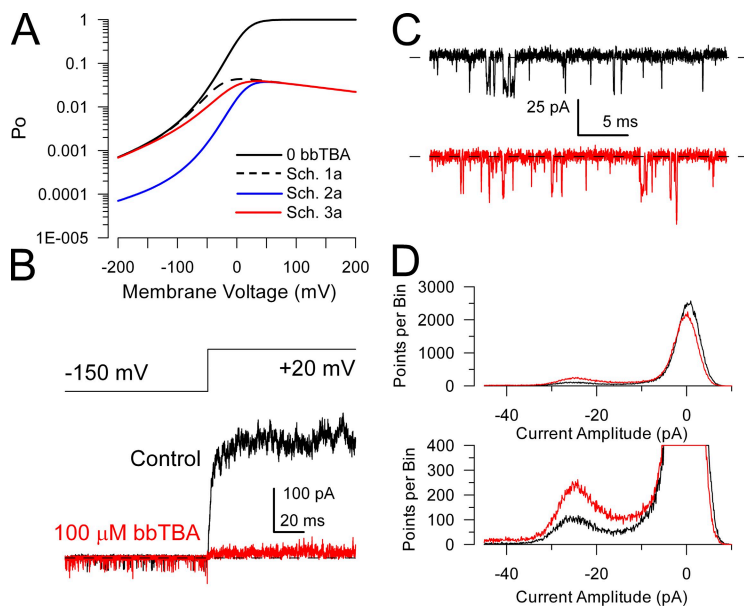 A
1
0.1
0.01
0.001
0.0001
1E-005
Po
0 bbTBA
Sch. 1a
Sch. 2a
Sch. 3a
-200 -100 0 100 200
Membrane Voltage (mV)
B
-150 mV
+20 mV
Control
100 pA
20 ms
100 μM bbTBA
C
25 pA
5 ms
D
3000
2000
1000
0
Points per Bin
-40 -20 0
Current Amplitude (pA)
400
300
200
100
0
Points per Bin
-40 -20 0
Current Amplitude (pA)